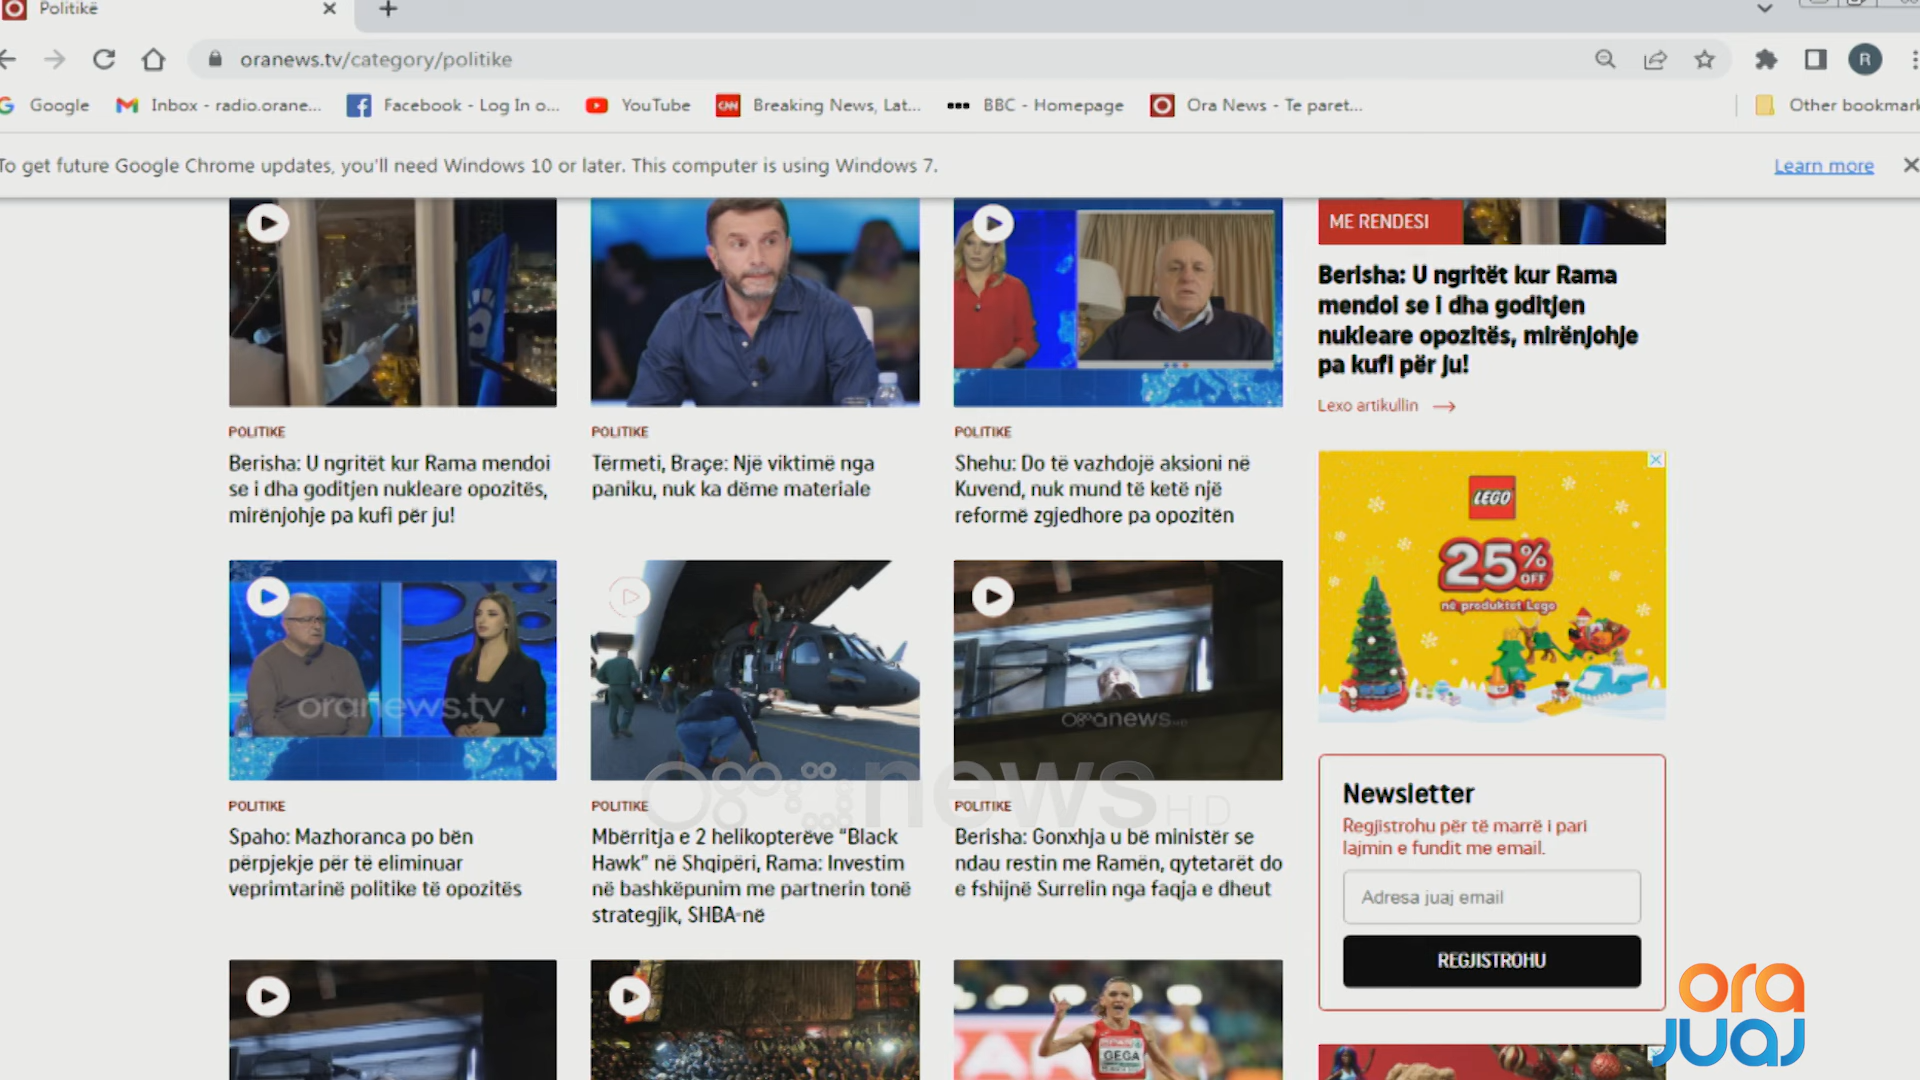 Politikë
oranews.tv/category/politike
R
Google
Inbox - radio.orane...
Facebook - Log In o...
YouTube
CNN
Breaking News, Lat...
BBC - Homepage
Ora News - Te paret...
Other bookmark
To get future Google Chrome updates, you'll need Windows 10 or later. This computer is using Windows 7.
Learn more
ME RENDESI
Berisha: U ngritët kur Rama
mendoi se i dha goditjen
nukleare opozitës, mirënjohje
pa kufi për ju!
Lexo artikullin
POLITIKE
Berisha: U ngritët kur Rama mendoi
se i dha goditjen nukleare opozitës,
mirënjohje pa kufi për ju!
POLITIKE
Tërmeti, Braçe: Një viktimë nga
paniku, nuk ka dëme materiale
POLITIKE
Shehu: Do të vazhdojë aksioni në
Kuvend, nuk mund të ketë një
reformë zgjedhore pa opozitën
LEGO
25% OFF
në produktet Lego
oranews.tv
oranews HD
oranews HD
POLITIKE
Spaho: Mazhoranca po bën
përpjekje për të eliminuar
veprimtarinë politike të opozitës
POLITIKE
Mbërritja e 2 helikopterëve “Black
Hawk” në Shqipëri, Rama: Investim
në bashkëpunim me partnerin tonë
strategjik, SHBA-në
POLITIKE
Berisha: Gonxhja u bë ministër se
ndau restin me Ramën, qytetarët do
e fshijnë Surrelin nga faqja e dheut
Newsletter
Regjistrohu për të marrë i pari
lajmin e fundit me email.
Adresa juaj email
REGJISTROHU
GEGA
ora
juaj